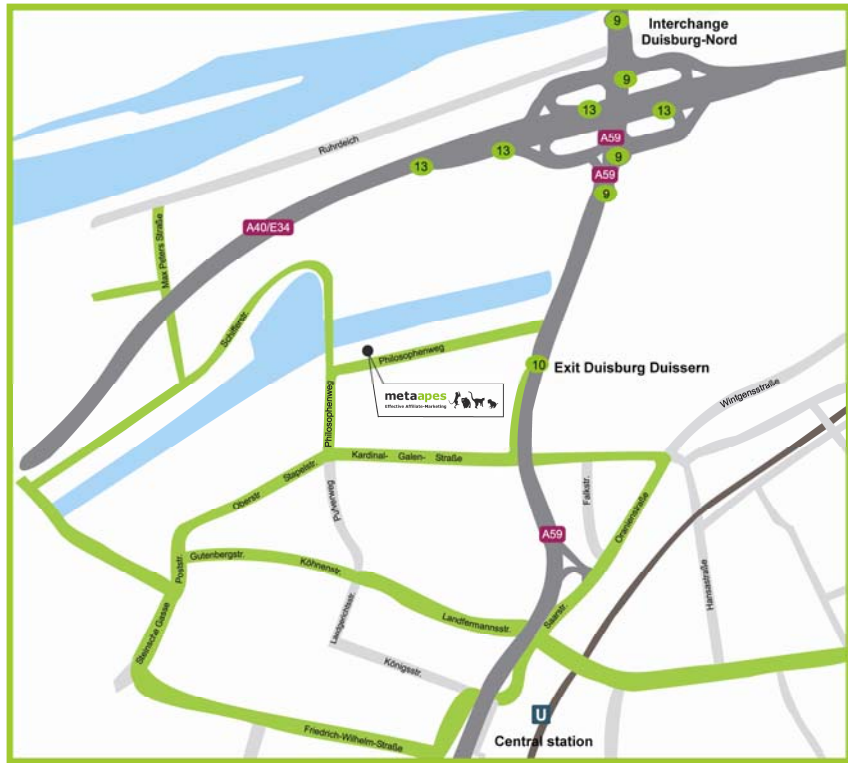 9
Interchange
Duisburg-Nord
9
13
13
Ruhrdeich
A59
13
13
9
A59
9
Max Peters Straße
A40/E34
Schifferstr.
Philosophenweg
10
Exit Duisburg Duissern
metaapes
Effective Affiliate-Marketing
Wintgensstraße
Philosophenweg
Kardinal- Galen- Straße
Stapelstr.
Oberstr.
Pulverweg
Falkstr.
Oranienstraße
A59
Poststr.
Gutenbergstr.
Köhnenstr.
Hansastraße
Landgerichtsstr.
Landfermannsstr.
Saarstr.
Steinsche Gasse
Königsstr.
U
Friedrich-Wilhelm-Straße
Central station